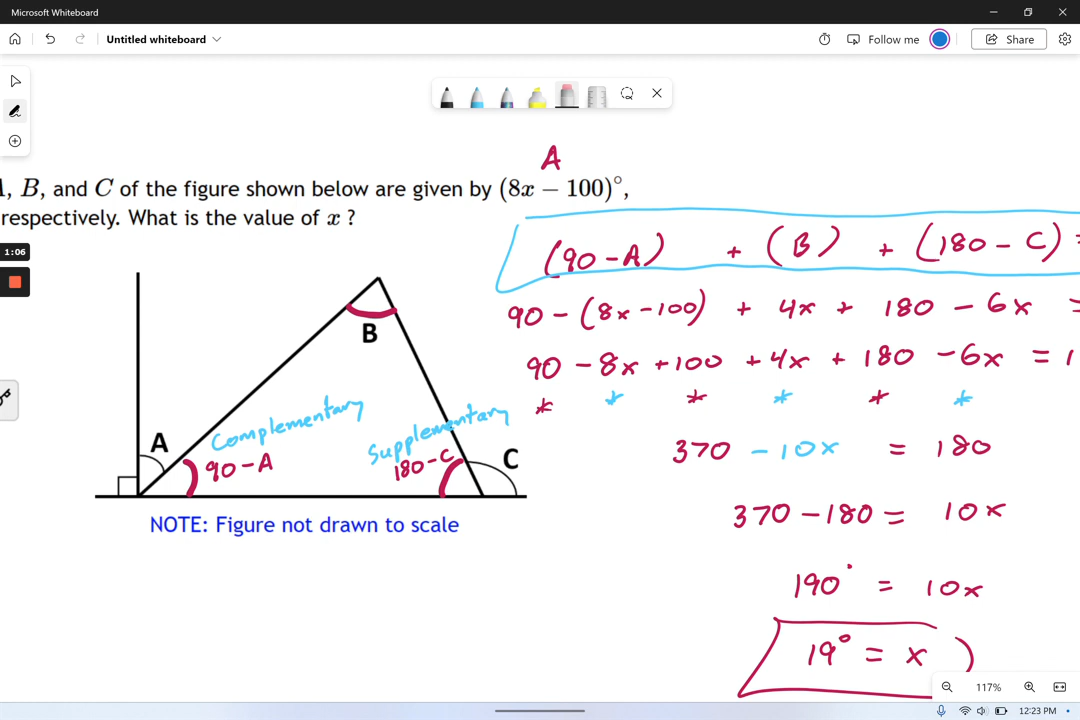 Microsoft Whiteboard
Untitled whiteboard
Follow me
Share
A
A, B, and C of the figure shown below are given by (8x − 100)°,
respectively. What is the value of x ?
1:06
(90 - A) + (B) + (180 - C) =
90 - (8x - 100) + 4x + 180 - 6x =
90 - 8x + 100 + 4x + 180 - 6x = 1
* * * * * *
370 - 10x = 180
370 - 180 = 10x
190° = 10x
19° = x
B
A
Complementary
90 - A
Supplementary
180 - C
C
NOTE: Figure not drawn to scale
117%
12:23 PM